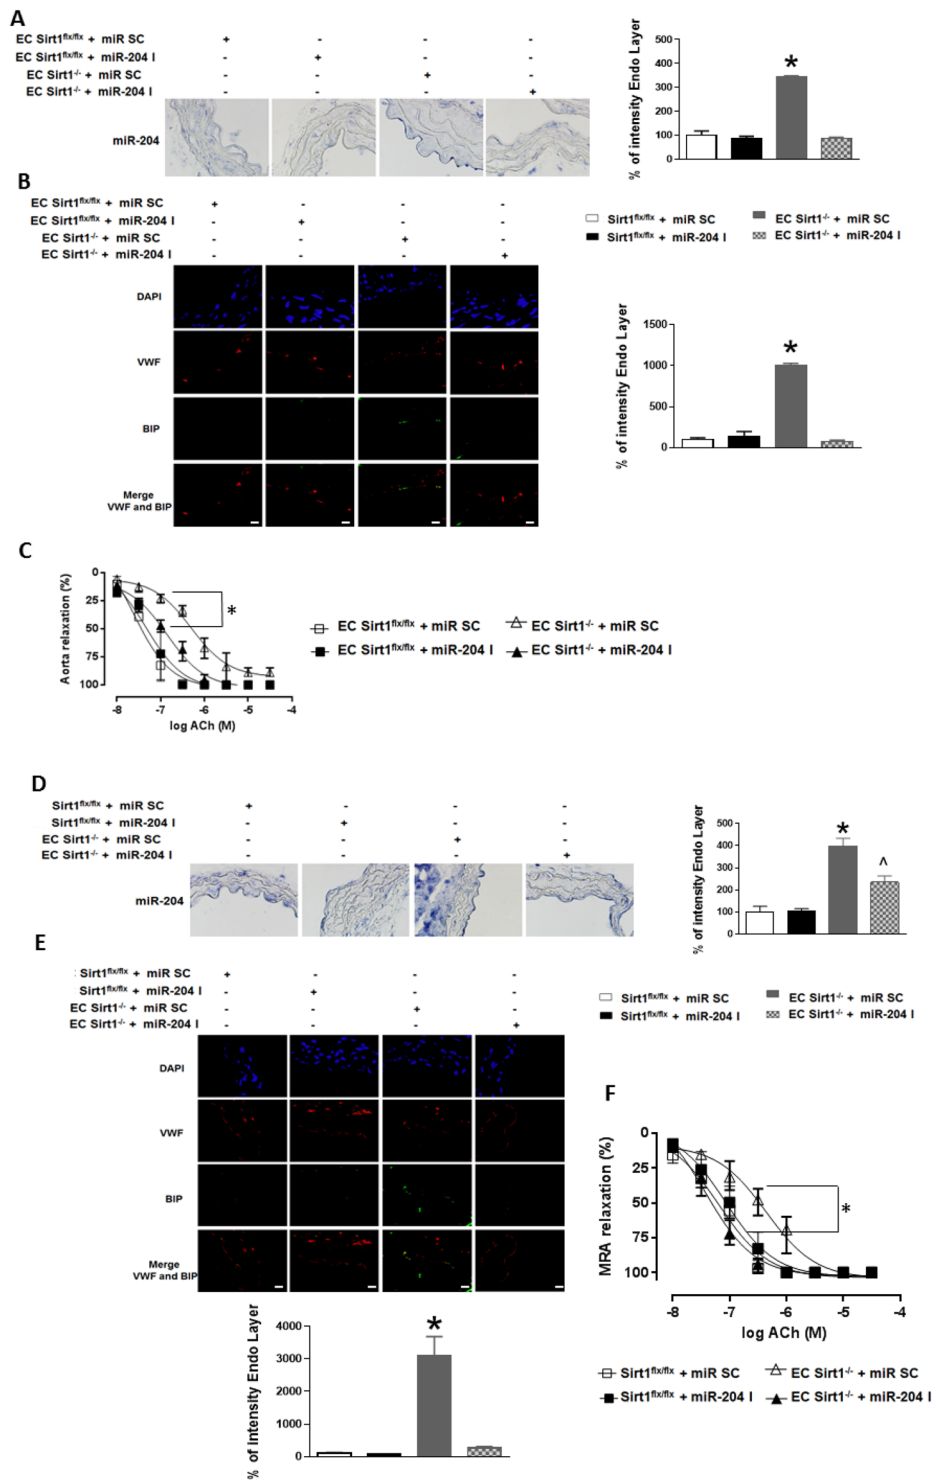 A
EC Sirt1flx/flx + miR SC + - - -
EC Sirt1flx/flx + miR-204 I - + - -
EC Sirt1-/- + miR SC - - + -
EC Sirt1-/- + miR-204 I - - - +
miR-204
% of intensity Endo Layer
500
400
300
200
100
0
*
B
EC Sirt1flx/flx + miR SC + - - -
EC Sirt1flx/flx + miR-204 I - + - -
EC Sirt1-/- + miR SC - - + -
EC Sirt1-/- + miR-204 I - - - +
DAPI
VWF
BIP
Merge
VWF and BIP
Sirt1flx/flx + miR SC
EC Sirt1-/- + miR SC
Sirt1flx/flx + miR-204 I
EC Sirt1-/- + miR-204 I
% of intensity Endo Layer
1500
1000
500
0
*
C
Aorta relaxation (%)
0
25
50
75
100
*
-8 -7 -6 -5 -4
log ACh (M)
EC Sirt1flx/flx + miR SC
EC Sirt1-/- + miR SC
EC Sirt1flx/flx + miR-204 I
EC Sirt1-/- + miR-204 I
D
Sirt1flx/flx + miR SC + - - -
Sirt1flx/flx + miR-204 I - + - -
EC Sirt1-/- + miR SC - - + -
EC Sirt1-/- + miR-204 I - - - +
miR-204
% of intensity Endo Layer
500
400
300
200
100
0
*
^
E
: Sirt1flx/flx + miR SC + - - -
Sirt1flx/flx + miR-204 I - + - -
EC Sirt1-/- + miR SC - - + -
EC Sirt1-/- + miR-204 I - - - +
DAPI
VWF
BIP
Merge
VWF and BIP
Sirt1flx/flx + miR SC
EC Sirt1-/- + miR SC
Sirt1flx/flx + miR-204 I
EC Sirt1-/- + miR-204 I
% of intensity Endo Layer
4000
3000
2000
1000
0
*
F
MRA relaxation (%)
0
25
50
75
100
*
-8 -7 -6 -5 -4
log ACh (M)
Sirt1flx/flx + miR SC
EC Sirt1-/- + miR SC
Sirt1flx/flx + miR-204 I
EC Sirt1-/- + miR-204 I